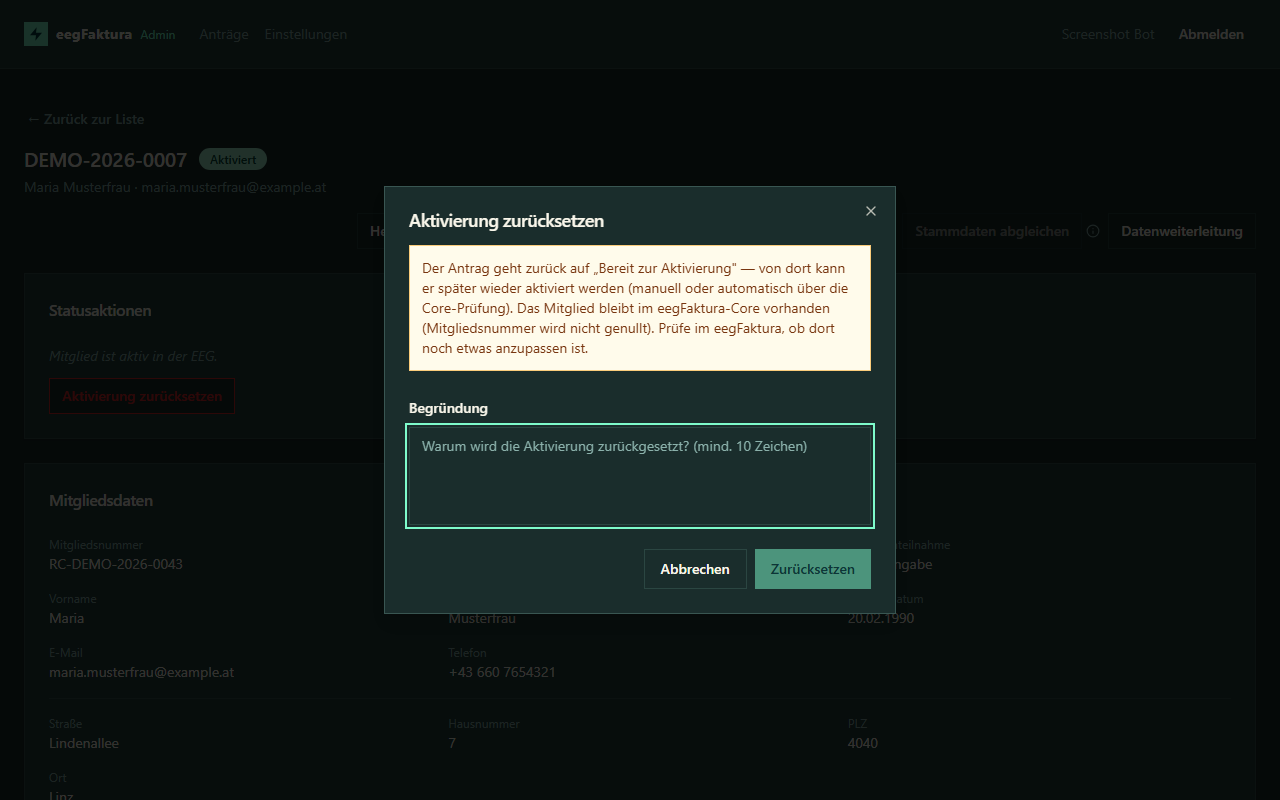 eegFaktura Admin Anträge Einstellungen Screenshot Bot Abmelden
← Zurück zur Liste
DEMO-2026-0007 Aktiviert
Maria Musterfrau · maria.musterfrau@example.at
He Stammdaten abgleichen Datenweiterleitung
Statusaktionen
Mitglied ist aktiv in der EEG.
Aktivierung zurücksetzen
Aktivierung zurücksetzen
Der Antrag geht zurück auf „Bereit zur Aktivierung" — von dort kann
er später wieder aktiviert werden (manuell oder automatisch über die
Core-Prüfung). Das Mitglied bleibt im eegFaktura-Core vorhanden
(Mitgliedsnummer wird nicht genullt). Prüfe im eegFaktura, ob dort
noch etwas anzupassen ist.
Begründung
Warum wird die Aktivierung zurückgesetzt? (mind. 10 Zeichen)
Abbrechen Zurücksetzen
Mitgliedsdaten
Mitgliedsnummer
RC-DEMO-2026-0043
Vorname
Maria Musterfrau 20.02.1990
E-Mail Telefon
maria.musterfrau@example.at +43 660 7654321
Straße Hausnummer PLZ
Lindenallee 7 4040
Ort
Linz